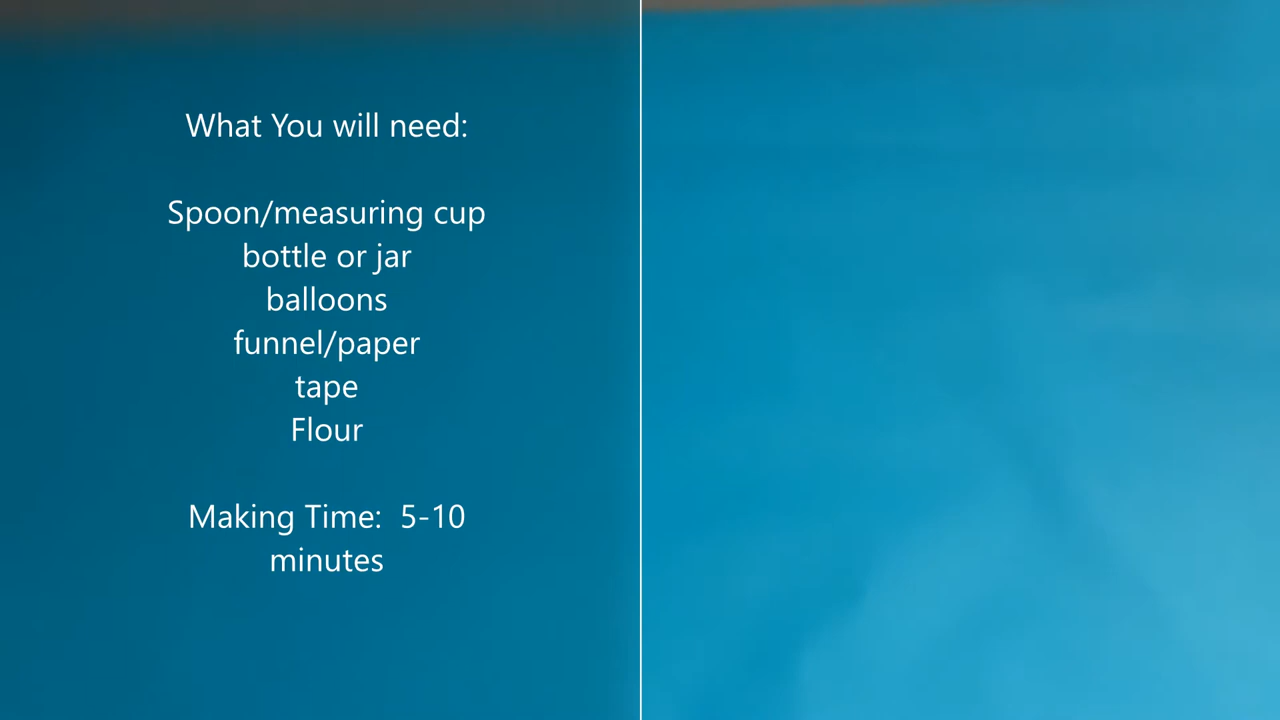 What You will need:
Spoon/measuring cup
bottle or jar
balloons
funnel/paper
tape
Flour
Making Time:  5-10
minutes